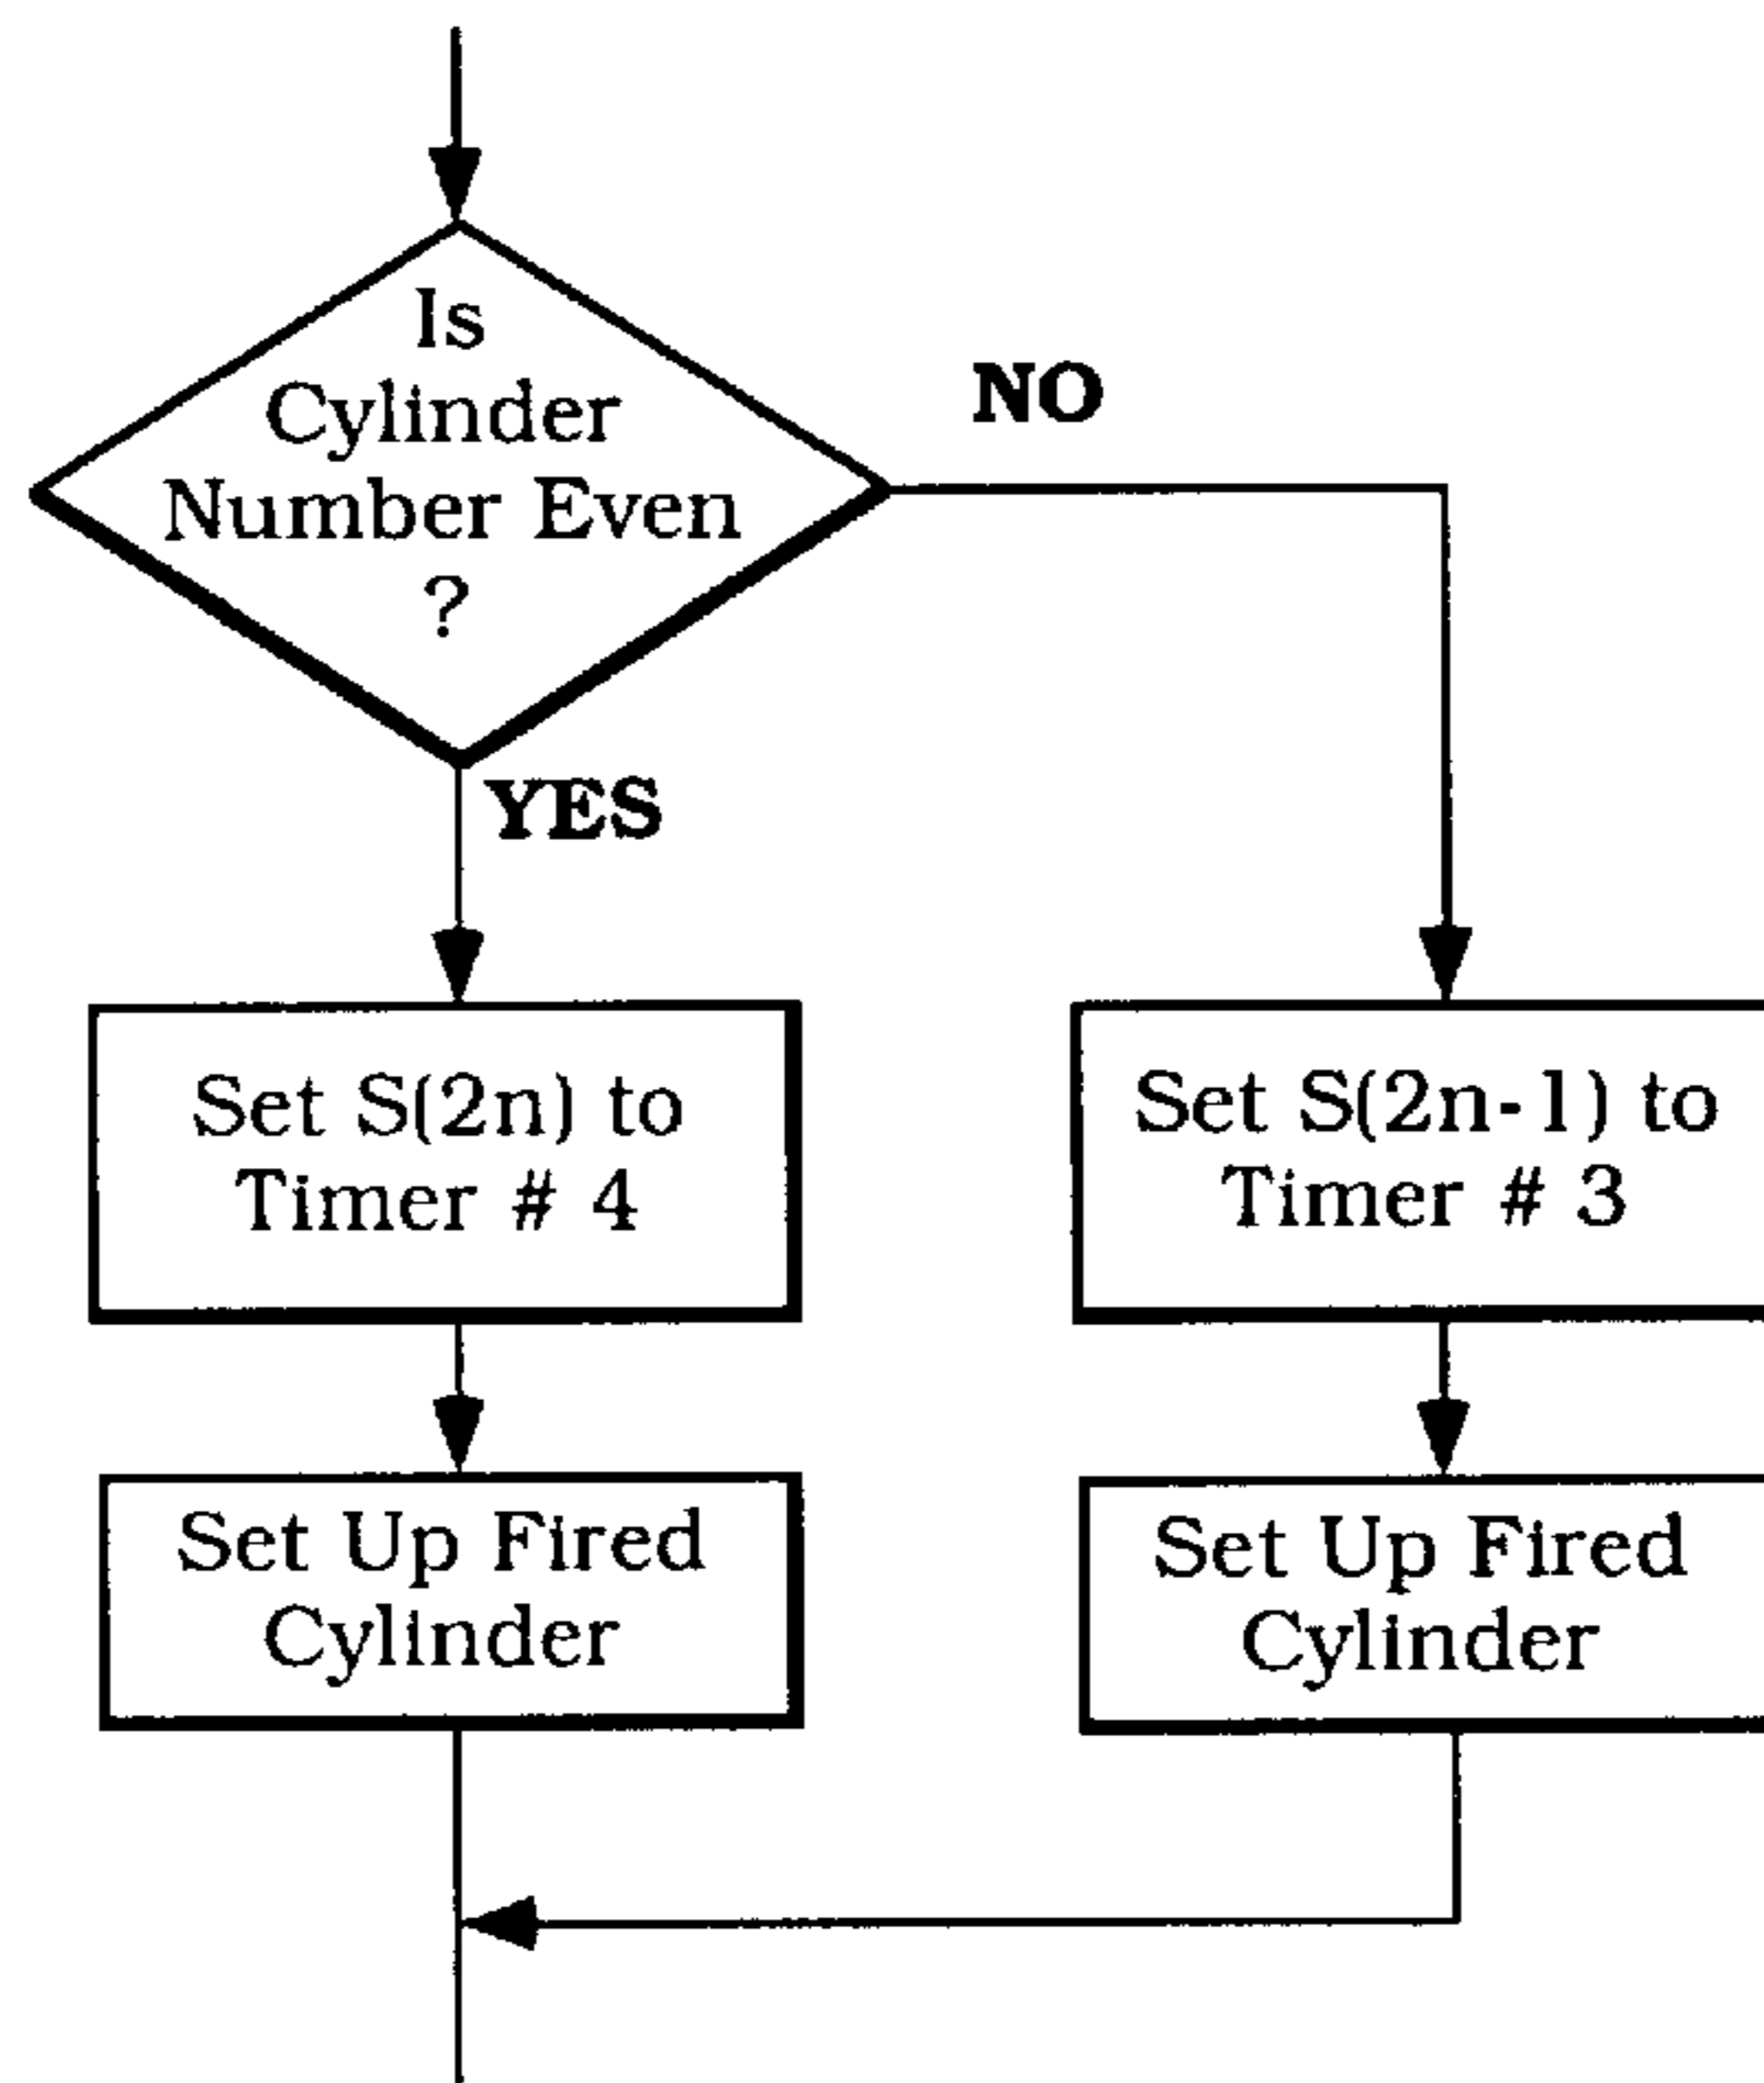 Is
Cylinder
Number Even
?
NO
YES
Set S(2n) to
Timer # 4
Set S(2n-1) to
Timer # 3
Set Up Fired
Cylinder
Set Up Fired
Cylinder